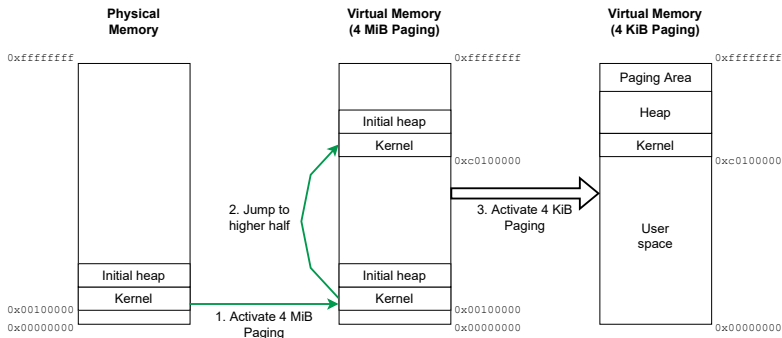 Physical
Memory
Virtual Memory
(4 MiB Paging)
Virtual Memory
(4 KiB Paging)
0xffffffff
0xffffffff
0xffffffff
Paging Area
Heap
Initial heap
Kernel
Kernel
0xc0100000
0xc0100000
2. Jump to
higher half
3. Activate 4 KiB
Paging
User
space
Initial heap
Kernel
Initial heap
Kernel
0x00100000
0x00100000
1. Activate 4 MiB
Paging
0x00000000
0x00000000
0x00000000